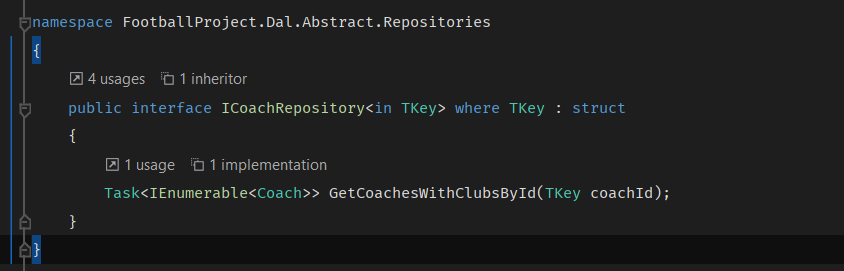 namespace FootballProject.Dal.Abstract.Repositories
{
4 usages 1 inheritor
public interface ICoachRepository<in TKey> where TKey : struct
{
1 usage 1 implementation
Task<IEnumerable<Coach>> GetCoachesWithClubsById(TKey coachId);
}
}